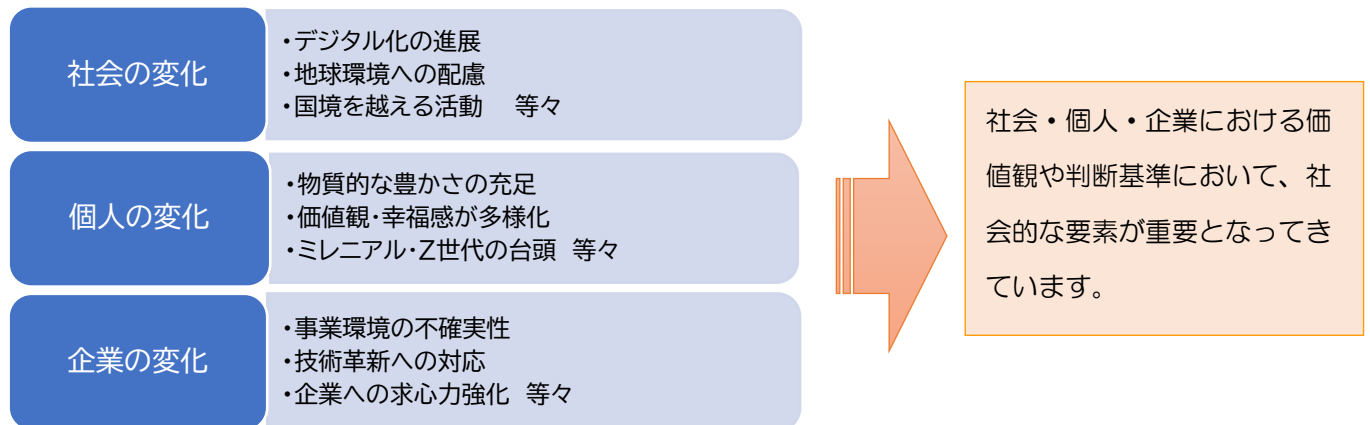 社会の変化
・デジタル化の進展
・地球環境への配慮
・国境を越える活動　等々
個人の変化
・物質的な豊かさの充足
・価値観・幸福感が多様化
・ミレニアル・Z世代の台頭　等々
企業の変化
・事業環境の不確実性
・技術革新への対応
・企業への求心力強化　等々
社会・個人・企業における価
値観や判断基準において、社
会的な要素が重要となってき
ています。